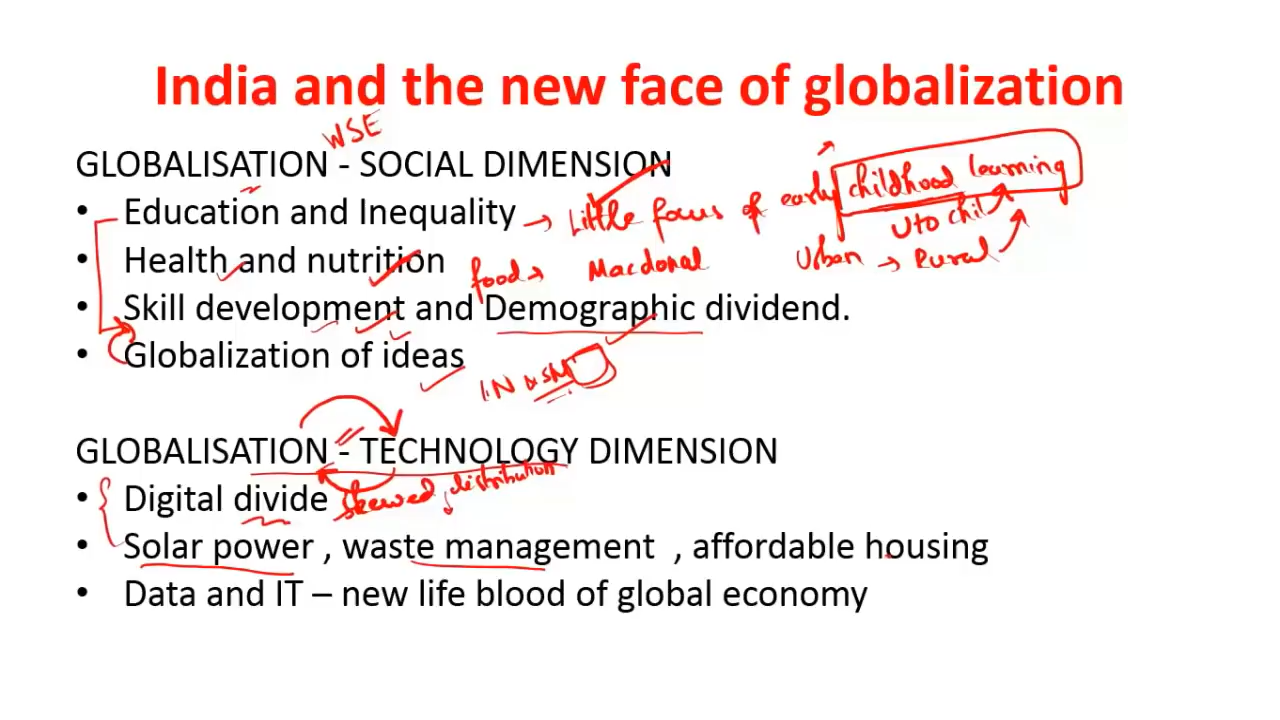 India and the new face of globalization
WSE
GLOBALISATION - SOCIAL DIMENSION
• Education and Inequality → Little focus of early childhood learning
U to chil
• Health and nutrition food → Macdonal Urban → Rural
• Skill development and Demographic dividend.
• Globalization of ideas
GLOBALISATION - TECHNOLOGY DIMENSION
• Digital divide skewed distribution
• Solar power , waste management , affordable housing
• Data and IT – new life blood of global economy